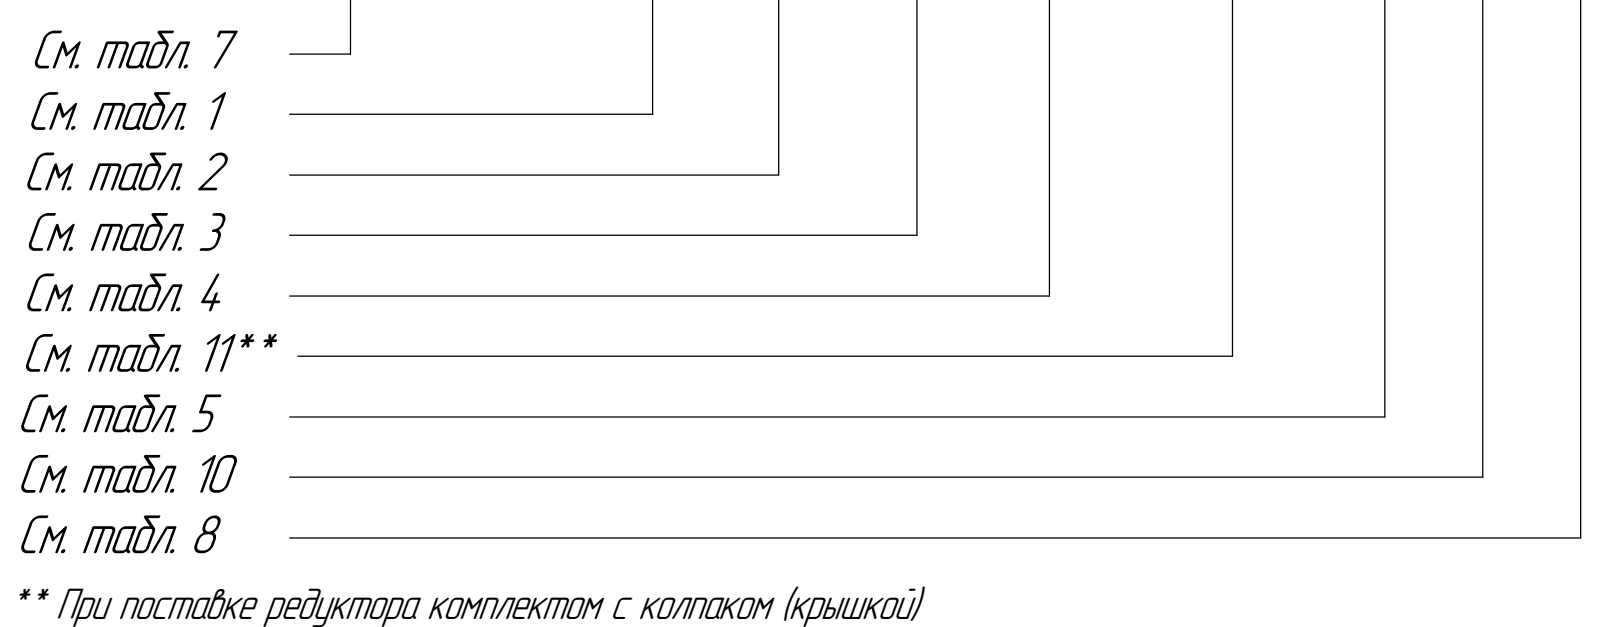 См. табл. 7
См. табл. 1
См. табл. 2
См. табл. 3
См. табл. 4
См. табл. 11**
См. табл. 5
См. табл. 10
См. табл. 8
** При поставке редуктора комплектом с колпаком (крышкой)